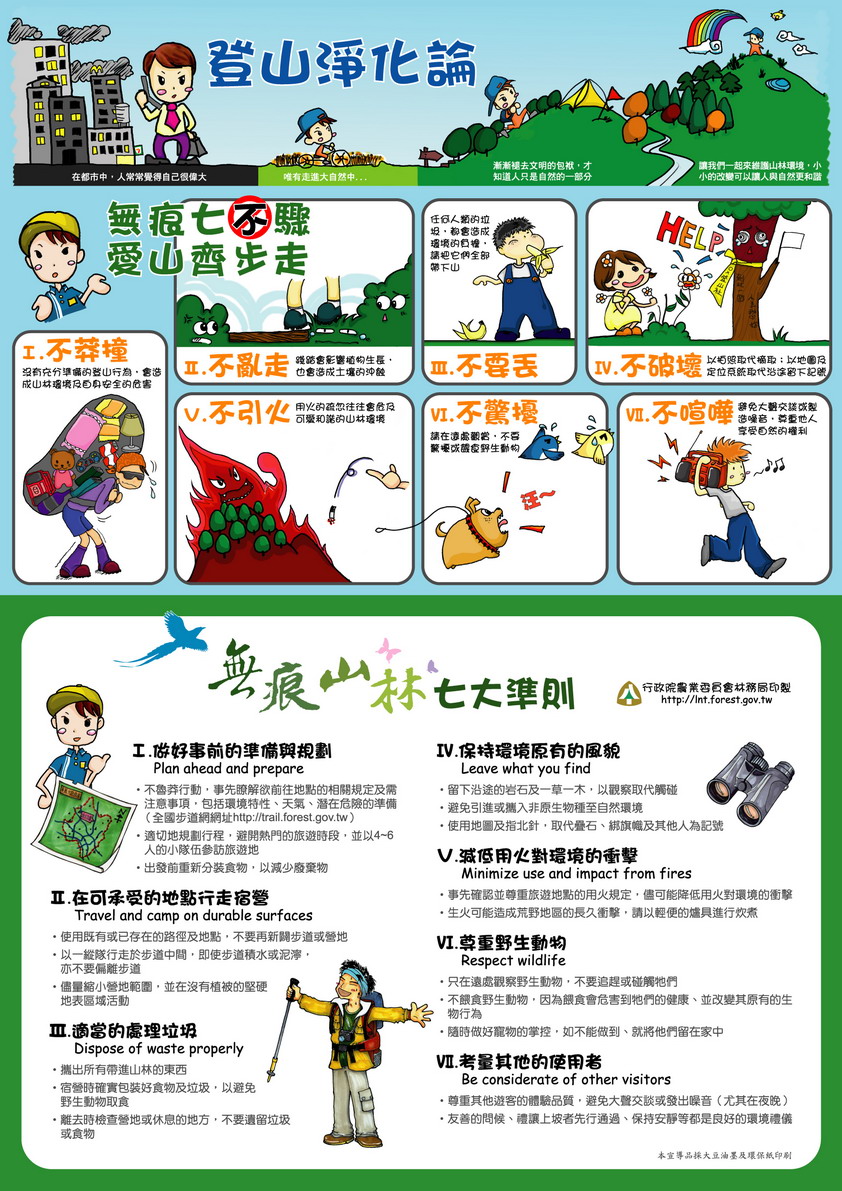 登山淨化論
在都市中，人常常覺得自己很偉大
唯有走進大自然中...
漸漸褪去文明的包袱，才
知道人只是自然的一部分
讓我們一起來維護山林環境，小
小的改變可以讓人與自然更和諧
無痕七不驟
愛山齊步走
I.不莽撞
沒有充分準備的登山行為，會造
成山林環境及自身安全的危害
II.不亂走
踐踏會影響植物生長，
也會造成土壤的沖蝕
任何人類的垃
圾，都會造成
環境的負擔，
請把它們全部
帶下山
III.不要丟
HELP
IV.不破壞
以拍照取代摘取；以地圖及
定位系統取代沿途留下記號
V.不引火
用火的疏忽往往會危及
可愛和諧的山林環境
VI.不驚擾
請在遠處觀賞，不要
驚擾或餵食野生動物
汪~
VII.不喧嘩
避免大聲交談或製
造噪音，尊重他人
享受自然的權利
無痕山林七大準則
行政院農業委員會林務局印製
http://lnt.forest.gov.tw
I.做好事前的準備與規劃
Plan ahead and prepare
・不魯莽行動，事先瞭解欲前往地點的相關規定及需
注意事項，包括環境特性、天氣、潛在危險的準備
（全國步道網網址http://trail.forest.gov.tw）
・適切地規劃行程，避開熱門的旅遊時段，並以4~6
人的小隊伍參訪旅遊地
・出發前重新分裝食物，以減少廢棄物
II.在可承受的地點行走宿營
Travel and camp on durable surfaces
・使用既有或已存在的路徑及地點，不要再新闢步道或營地
・以一縱隊行走於步道中間，即使步道積水或泥濘，
亦不要偏離步道
・儘量縮小營地範圍，並在沒有植被的堅硬
地表區域活動
III.適當的處理垃圾
Dispose of waste properly
・攜出所有帶進山林的東西
・宿營時確實包裝好食物及垃圾，以避免
野生動物取食
・離去時檢查營地或休息的地方，不要遺留垃圾
或食物
IV.保持環境原有的風貌
Leave what you find
・留下沿途的岩石及一草一木，以觀察取代觸碰
・避免引進或攜入非原生物種至自然環境
・使用地圖及指北針，取代疊石、綁旗幟及其他人為記號
V.減低用火對環境的衝擊
Minimize use and impact from fires
・事先確認並尊重旅遊地點的用火規定，儘可能降低用火對環境的衝擊
・生火可能造成荒野地區的長久衝擊，請以輕便的爐具進行炊煮
VI.尊重野生動物
Respect wildlife
・只在遠處觀察野生動物，不要追趕或碰觸牠們
・不餵食野生動物，因為餵食會危害到牠們的健康、並改變其原有的生
物行為
・隨時做好寵物的掌控，如不能做到、就將他們留在家中
VII.考量其他的使用者
Be considerate of other visitors
・尊重其他遊客的體驗品質，避免大聲交談或發出噪音（尤其在夜晚）
・友善的問候、禮讓上坡者先行通過、保持安靜等都是良好的環境禮儀
本宣導品採大豆油墨及環保紙印刷